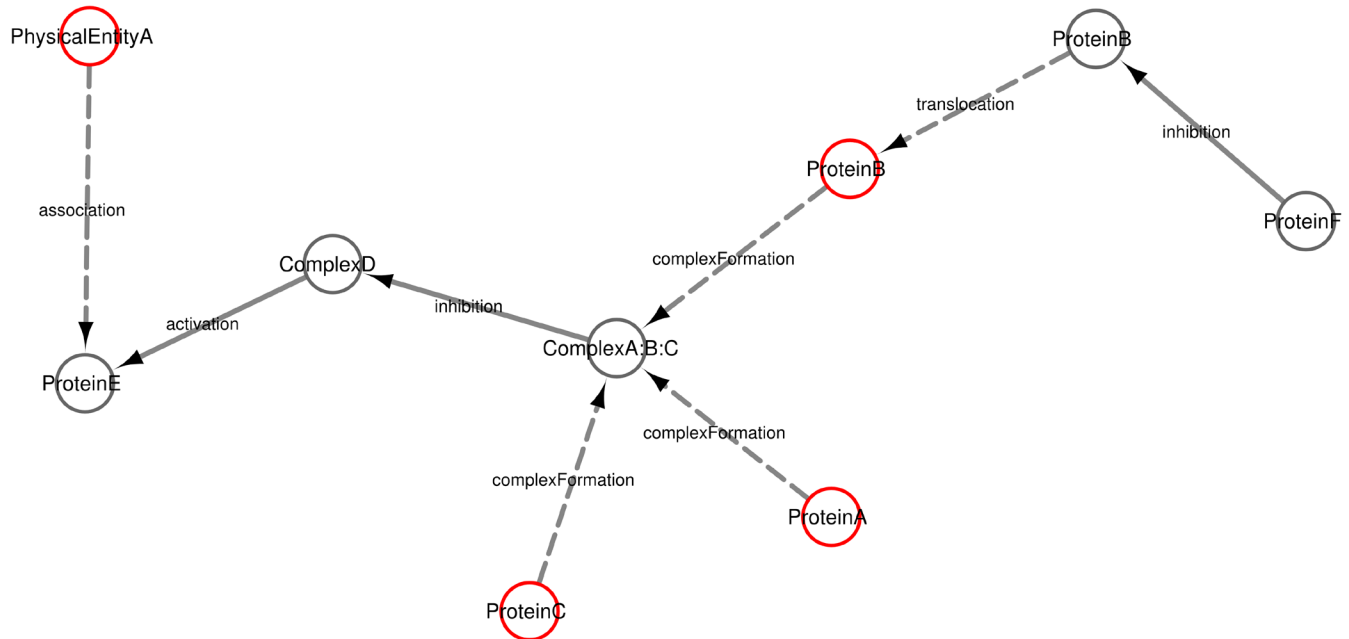 PhysicalEntityA
ProteinB
translocation
inhibition
ProteinB
association
ProteinF
complexFormation
ComplexD
inhibition
activation
ComplexA:B:C
ProteinE
complexFormation
complexFormation
ProteinA
ProteinC